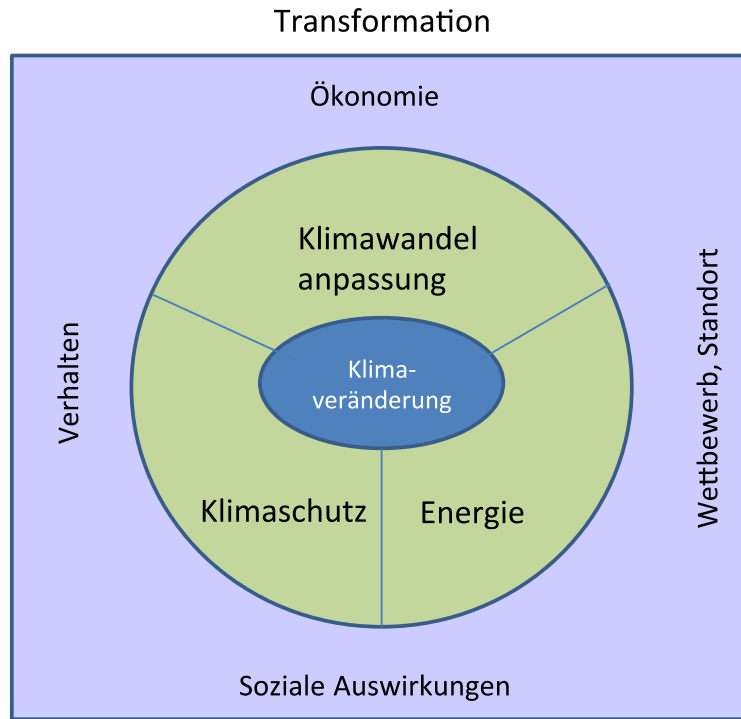 Transformation
Ökonomie
Klimawandel
anpassung
Verhalten
Klima-
veränderung
Wettbewerb, Standort
Klimaschutz
Energie
Soziale Auswirkungen